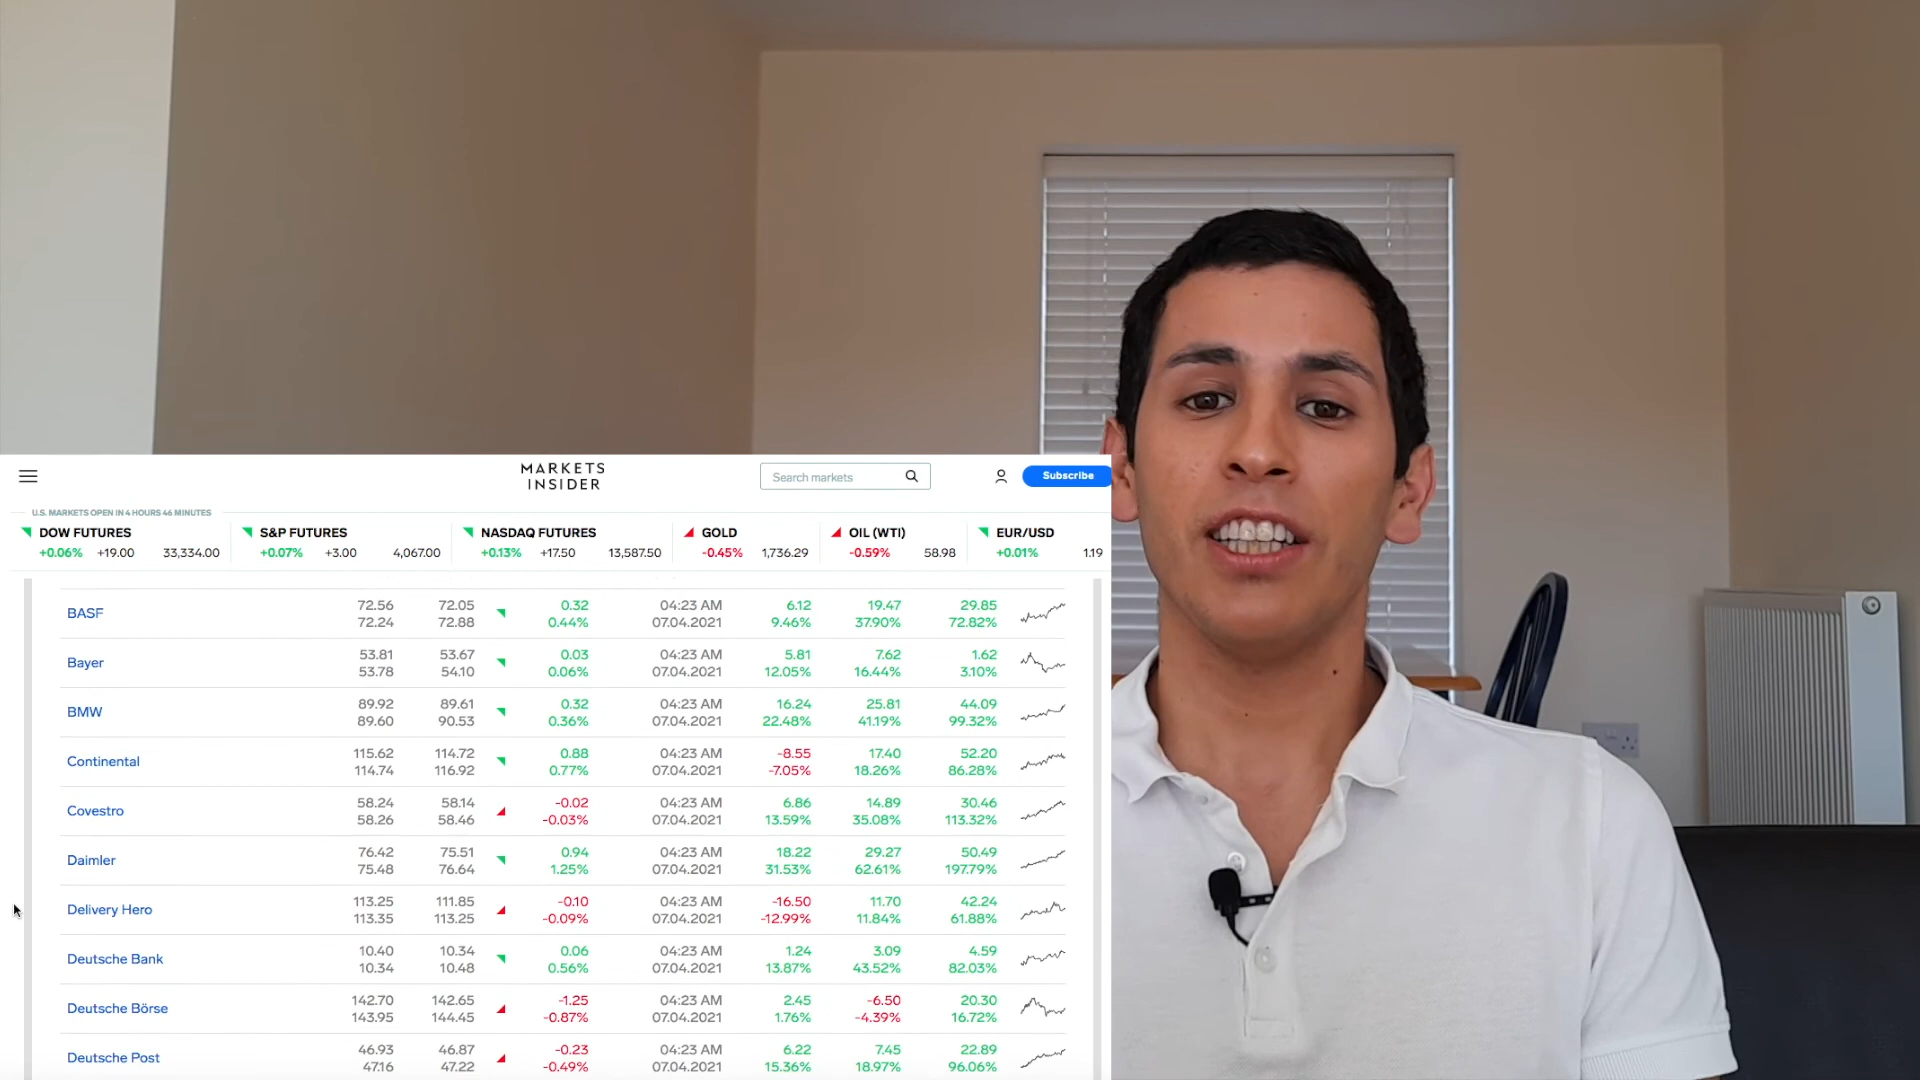 MARKETS
INSIDER
Search markets
Subscribe
U.S. MARKETS OPEN IN 4 HOURS 46 MINUTES
DOW FUTURES
+0.06% +19.00 33,334.00
S&P FUTURES
+0.07% +3.00 4,067.00
NASDAQ FUTURES
+0.13% +17.50 13,587.50
GOLD
-0.45% 1,736.29
OIL (WTI)
-0.59% 58.98
EUR/USD
+0.01% 1.19
BASF 72.56 72.05 0.32 04:23 AM 6.12 19.47 29.85
72.24 72.88 0.44% 07.04.2021 9.46% 37.90% 72.82%
Bayer 53.81 53.67 0.03 04:23 AM 5.81 7.62 1.62
53.78 54.10 0.06% 07.04.2021 12.05% 16.44% 3.10%
BMW 89.92 89.61 0.32 04:23 AM 16.24 25.81 44.09
89.60 90.53 0.36% 07.04.2021 22.48% 41.19% 99.32%
Continental 115.62 114.72 0.88 04:23 AM -8.55 17.40 52.20
114.74 116.92 0.77% 07.04.2021 -7.05% 18.26% 86.28%
Covestro 58.24 58.14 -0.02 04:23 AM 6.86 14.89 30.46
58.26 58.46 -0.03% 07.04.2021 13.59% 35.08% 113.32%
Daimler 76.42 75.51 0.94 04:23 AM 18.22 29.27 50.49
75.48 76.64 1.25% 07.04.2021 31.53% 62.61% 197.79%
Delivery Hero 113.25 111.85 -0.10 04:23 AM -16.50 11.70 42.24
113.35 113.25 -0.09% 07.04.2021 -12.99% 11.84% 61.88%
Deutsche Bank 10.40 10.34 0.06 04:23 AM 1.24 3.09 4.59
10.34 10.48 0.56% 07.04.2021 13.87% 43.52% 82.03%
Deutsche Börse 142.70 142.65 -1.25 04:23 AM 2.45 -6.50 20.30
143.95 144.45 -0.87% 07.04.2021 1.76% -4.39% 16.72%
Deutsche Post 46.93 46.87 -0.23 04:23 AM 6.22 7.45 22.89
47.16 47.22 -0.49% 07.04.2021 15.36% 18.97% 96.06%